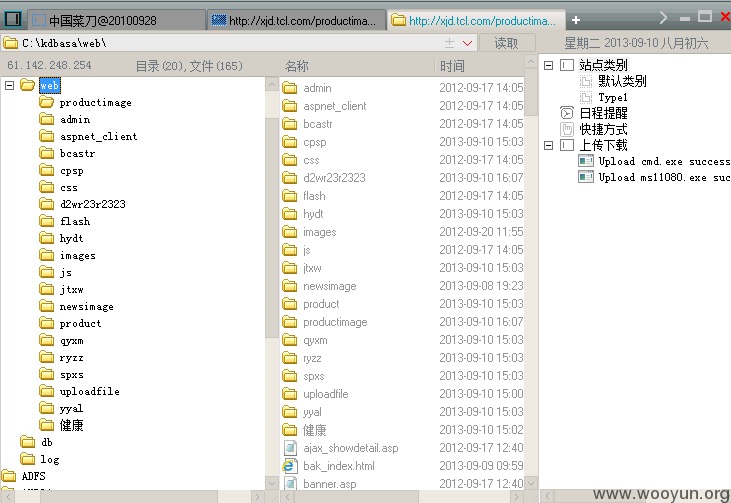 中国菜刀@20100928
http://xjd.tcl.com/productima...
http://xjd.tcl.com/productima...
C:\kdbasa\web\
读取
星期二 2013-09-10 八月初六
61.142.248.254
目录(20),文件(165)
名称
时间
web
productimage
admin
aspnet_client
bcastr
cpsp
css
d2wr23r2323
flash
hydt
images
js
jtxw
newsimage
product
qyxm
ryzz
spxs
uploadfile
yyal
健康
db
log
ADFS
admin 2012-09-17 14:05
aspnet_client 2012-09-17 14:05
bcastr 2012-09-17 14:05
cpsp 2013-09-10 15:03
css 2012-09-17 14:05
d2wr23r2323 2013-09-10 16:07
flash 2012-09-17 14:05
hydt 2013-09-10 15:03
images 2012-09-20 11:55
js 2012-09-17 14:05
jtxw 2013-09-10 15:03
newsimage 2013-09-08 19:23
product 2013-09-10 15:03
productimage 2013-09-10 16:07
qyxm 2013-09-10 15:03
ryzz 2013-09-10 15:03
spxs 2013-09-10 15:03
uploadfile 2013-09-10 15:00
yyal 2013-09-10 15:03
健康 2013-09-10 15:02
ajax_showdetail.asp 2012-09-17 12:40
bak_index.html 2013-09-09 09:59
banner.asp 2012-09-17 12:40
站点类别
默认类别
Type1
日程提醒
快捷方式
上传下载
Upload cmd.exe success
Upload ms11080.exe suc
www.wooyun.org